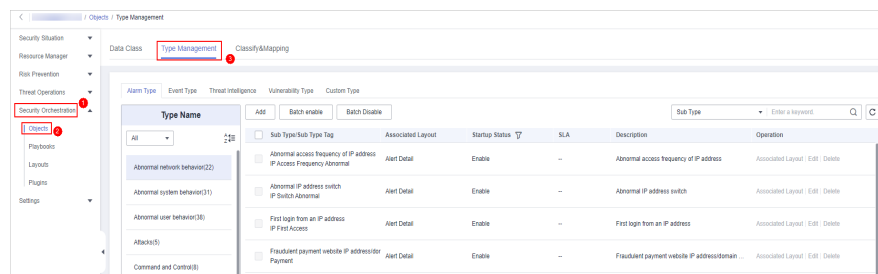 / Objects / Type Management
Security Situation
Resource Manager
Risk Prevention
Threat Operations
Security Orchestration
1
Objects
2
Playbooks
Layouts
Plugins
Settings
Data Class
Type Management
Classify&Mapping
3
Alarm Type
Event Type
Threat Intelligence
Vulnerability Type
Custom Type
Type Name
All
Abnormal network behavior(22)
Abnormal system behavior(31)
Abnormal user behavior(38)
Attacks(5)
Command and Control(8)
Add
Batch enable
Batch Disable
Sub Type
Enter a keyword.
Sub Type/Sub Type Tag
Associated Layout
Startup Status
SLA
Description
Operation
Abnormal access frequency of IP address
IP Access Frequency Abnormal
Alert Detail
Enable
--
Abnormal access frequency of IP address
Associated Layout | Edit | Delete
Abnormal IP address switch
IP Switch Abnormal
Alert Detail
Enable
--
Abnormal IP address switch
Associated Layout | Edit | Delete
First login from an IP address
IP First Access
Alert Detail
Enable
--
First login from an IP address
Associated Layout | Edit | Delete
Fraudulent payment website IP address/dor
Payment
Alert Detail
Enable
--
Fraudulent payment website IP address/domain ...
Associated Layout | Edit | Delete